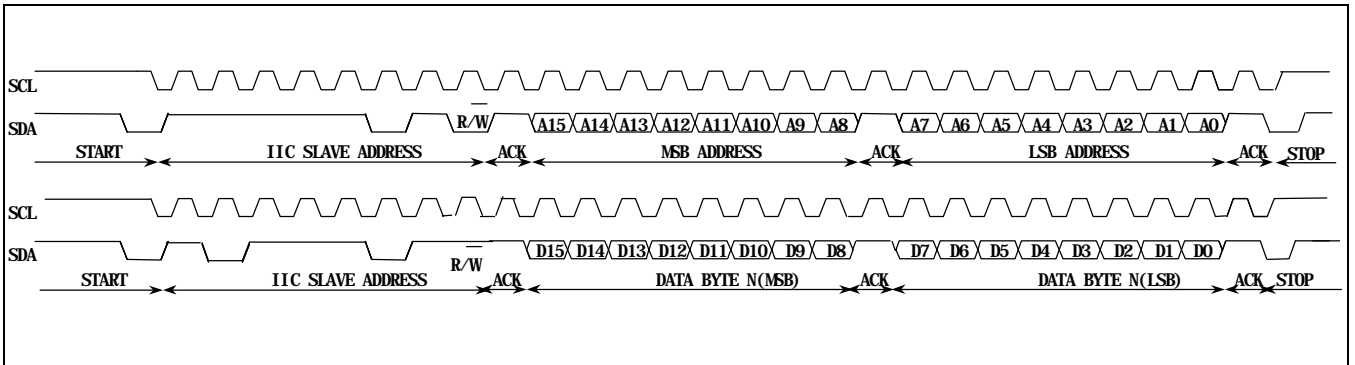 SCL
SDA R/W A15 A14 A13 A12 A11 A10 A9 A8 A7 A6 A5 A4 A3 A2 A1 A0
START IIC SLAVE ADDRESS ACK MSB ADDRESS ACK LSB ADDRESS ACK STOP
SCL
SDA R/W D15 D14 D13 D12 D11 D10 D9 D8 D7 D6 D5 D4 D3 D2 D1 D0
START IIC SLAVE ADDRESS ACK DATA BYTE N(MSB) ACK DATA BYTE N(LSB) ACK STOP